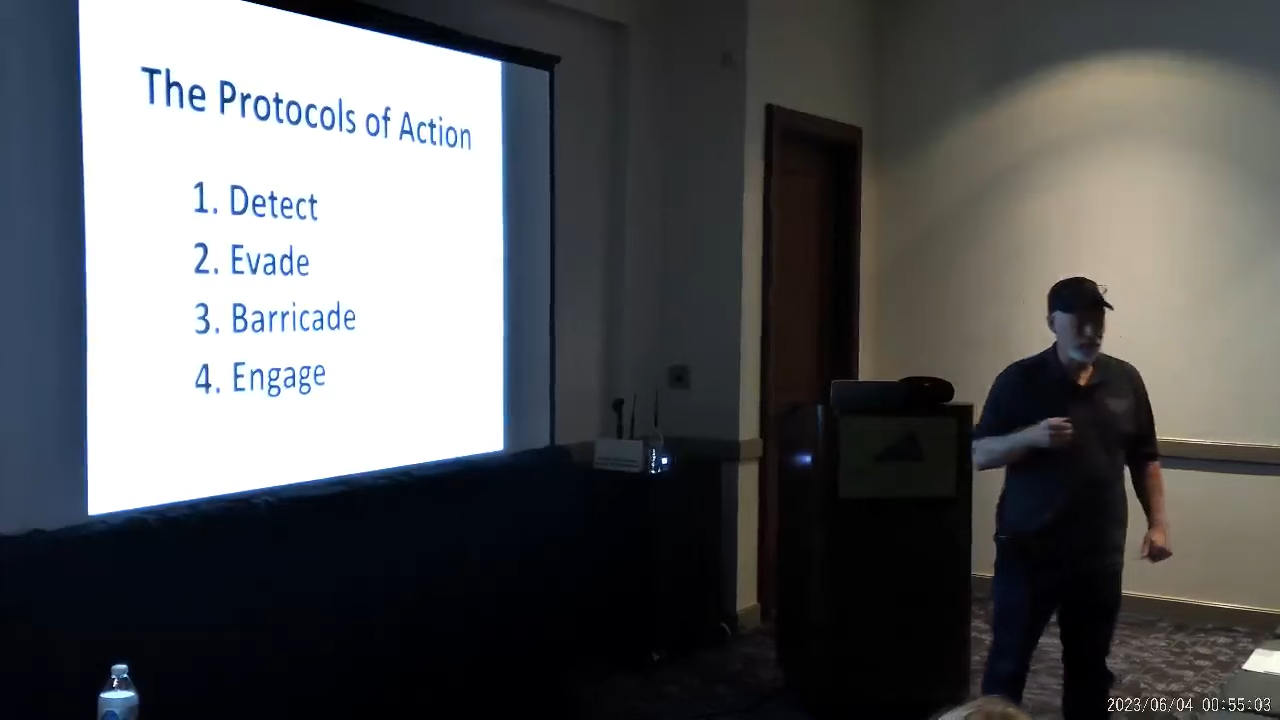 The Protocols of Action
1. Detect
2. Evade
3. Barricade
4. Engage
2023/06/04 00:55:03